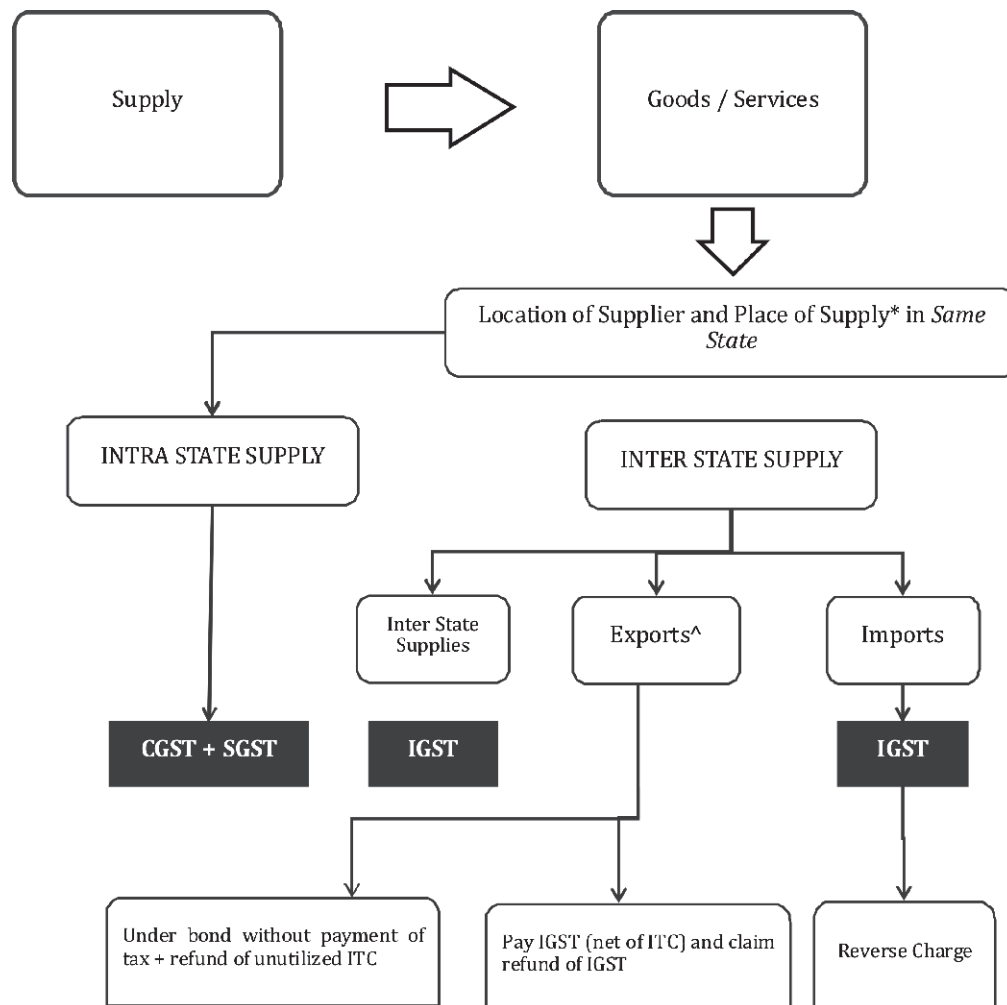 Supply
Goods / Services
Location of Supplier and Place of Supply* in Same
State
INTRA STATE SUPPLY
INTER STATE SUPPLY
Inter State
Supplies
Exports^
Imports
CGST + SGST
IGST
IGST
Under bond without payment of
tax + refund of unutilized ITC
Pay IGST (net of ITC) and claim
refund of IGST
Reverse Charge